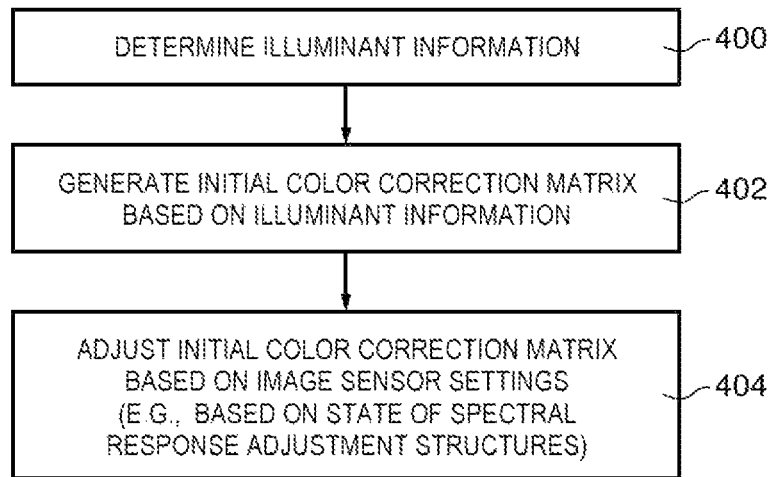 DETERMINE ILLUMINANT INFORMATION
400
GENERATE INITIAL COLOR CORRECTION MATRIX
BASED ON ILLUMINANT INFORMATION
402
ADJUST INITIAL COLOR CORRECTION MATRIX
BASED ON IMAGE SENSOR SETTINGS
(E.G., BASED ON STATE OF SPECTRAL
RESPONSE ADJUSTMENT STRUCTURES)
404